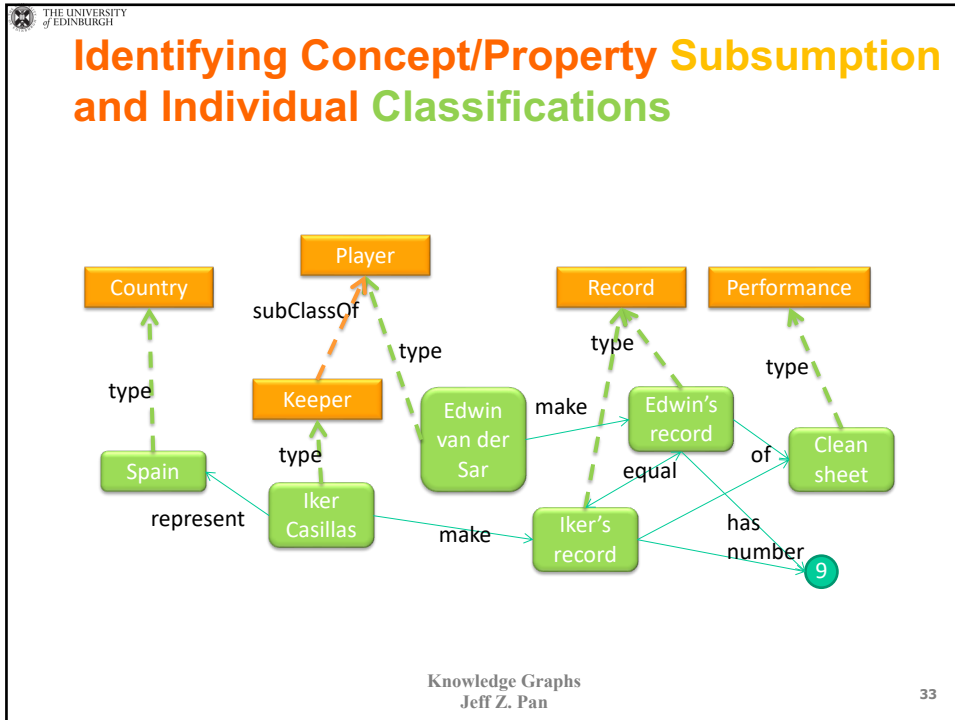 THE UNIVERSITY
of EDINBURGH
Identifying Concept/Property Subsumption
and Individual Classifications
Player
Country
Record
Performance
subClassOf
type
type
type
type
Keeper
Edwin
van der
Sar
make
Edwin's
record
Clean
sheet
type
Spain
equal
of
Iker
Casillas
represent
make
Iker's
record
has
number
9
Knowledge Graphs
Jeff Z. Pan
33